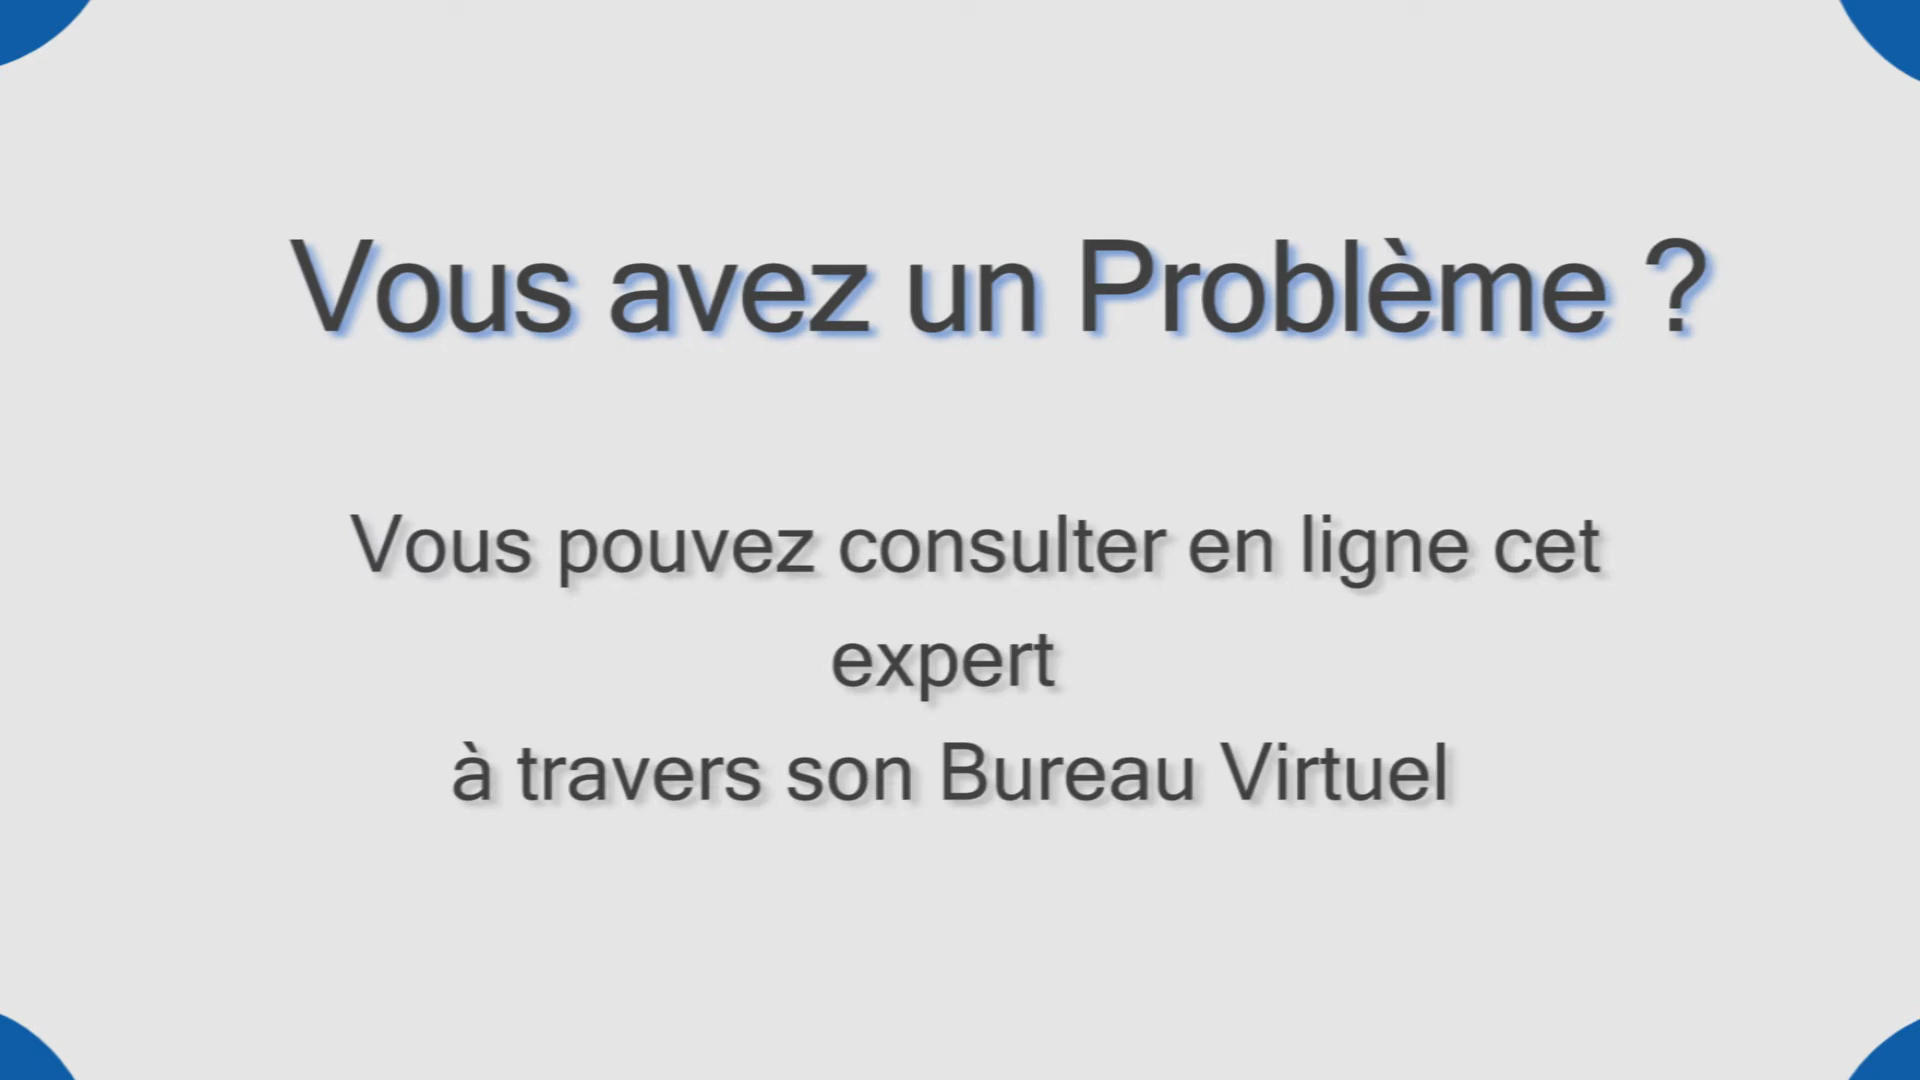 Vous avez un Problème ?
Vous pouvez consulter en ligne cet
expert
à travers son Bureau Virtuel